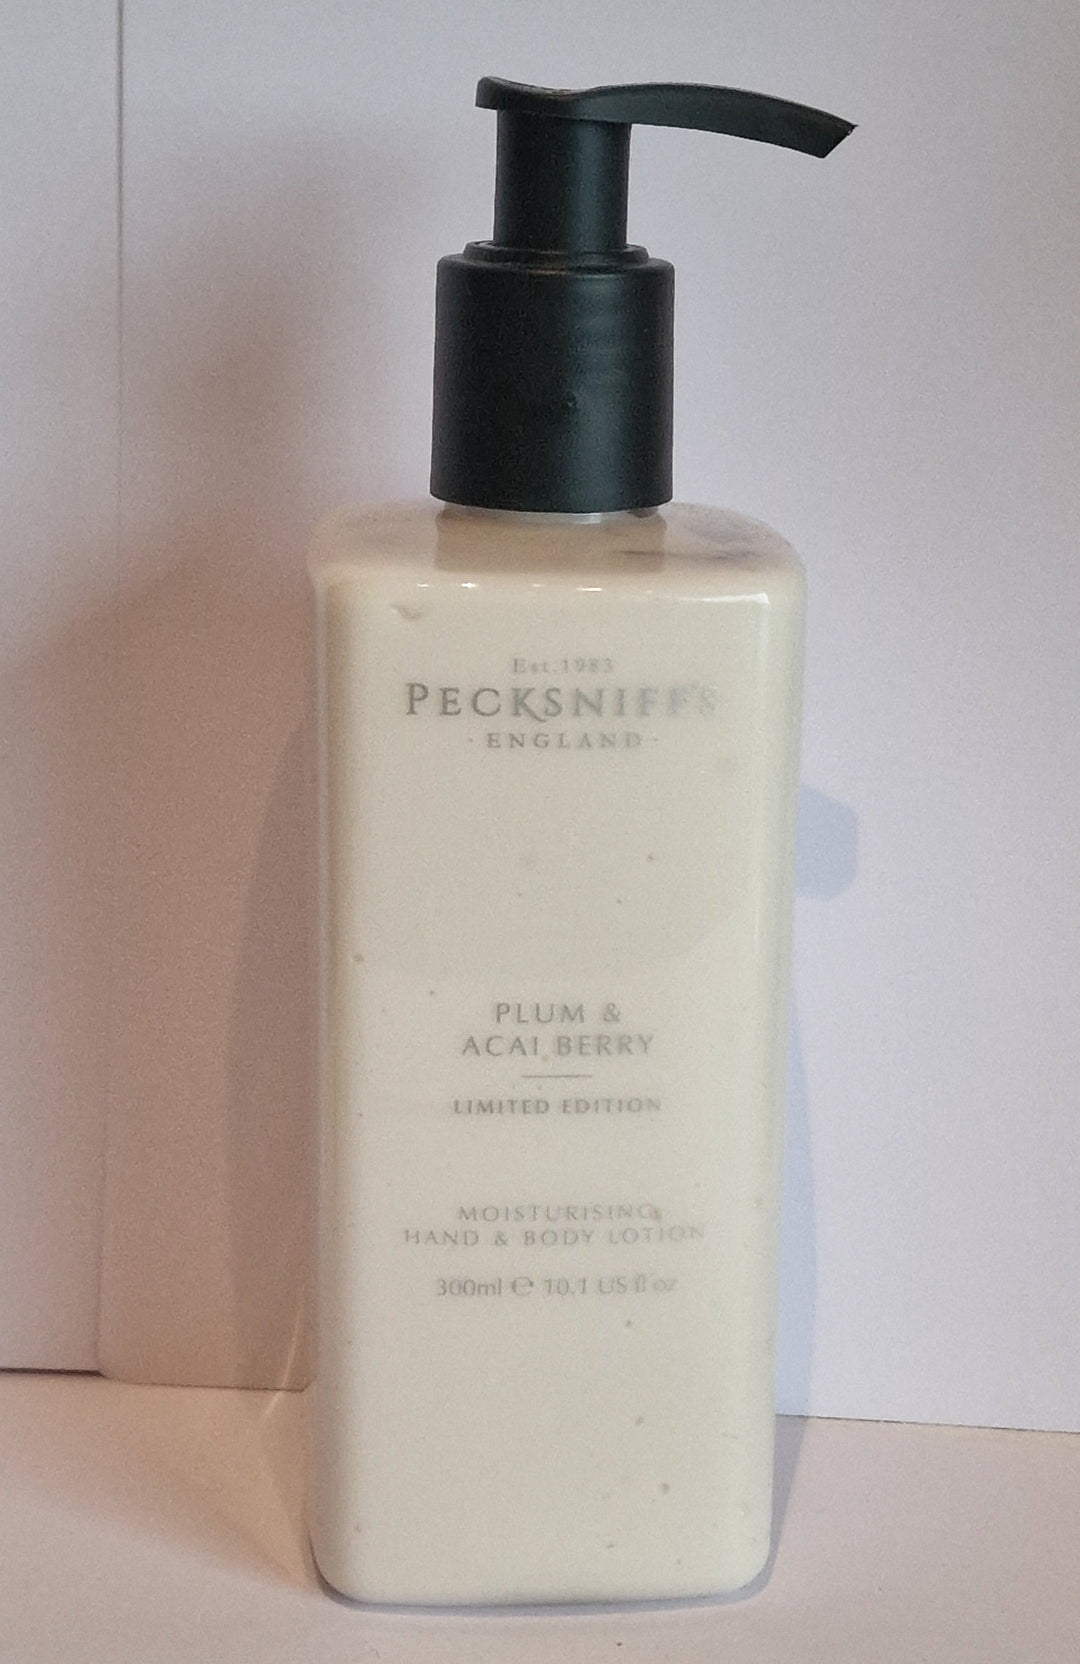 Est.1983
PECKSNIFF'S
· ENGLAND ·
PLUM &
ACAI BERRY
LIMITED EDITION
MOISTURISING
HAND & BODY LOTION
300ml ℮ 10.1 US fl oz